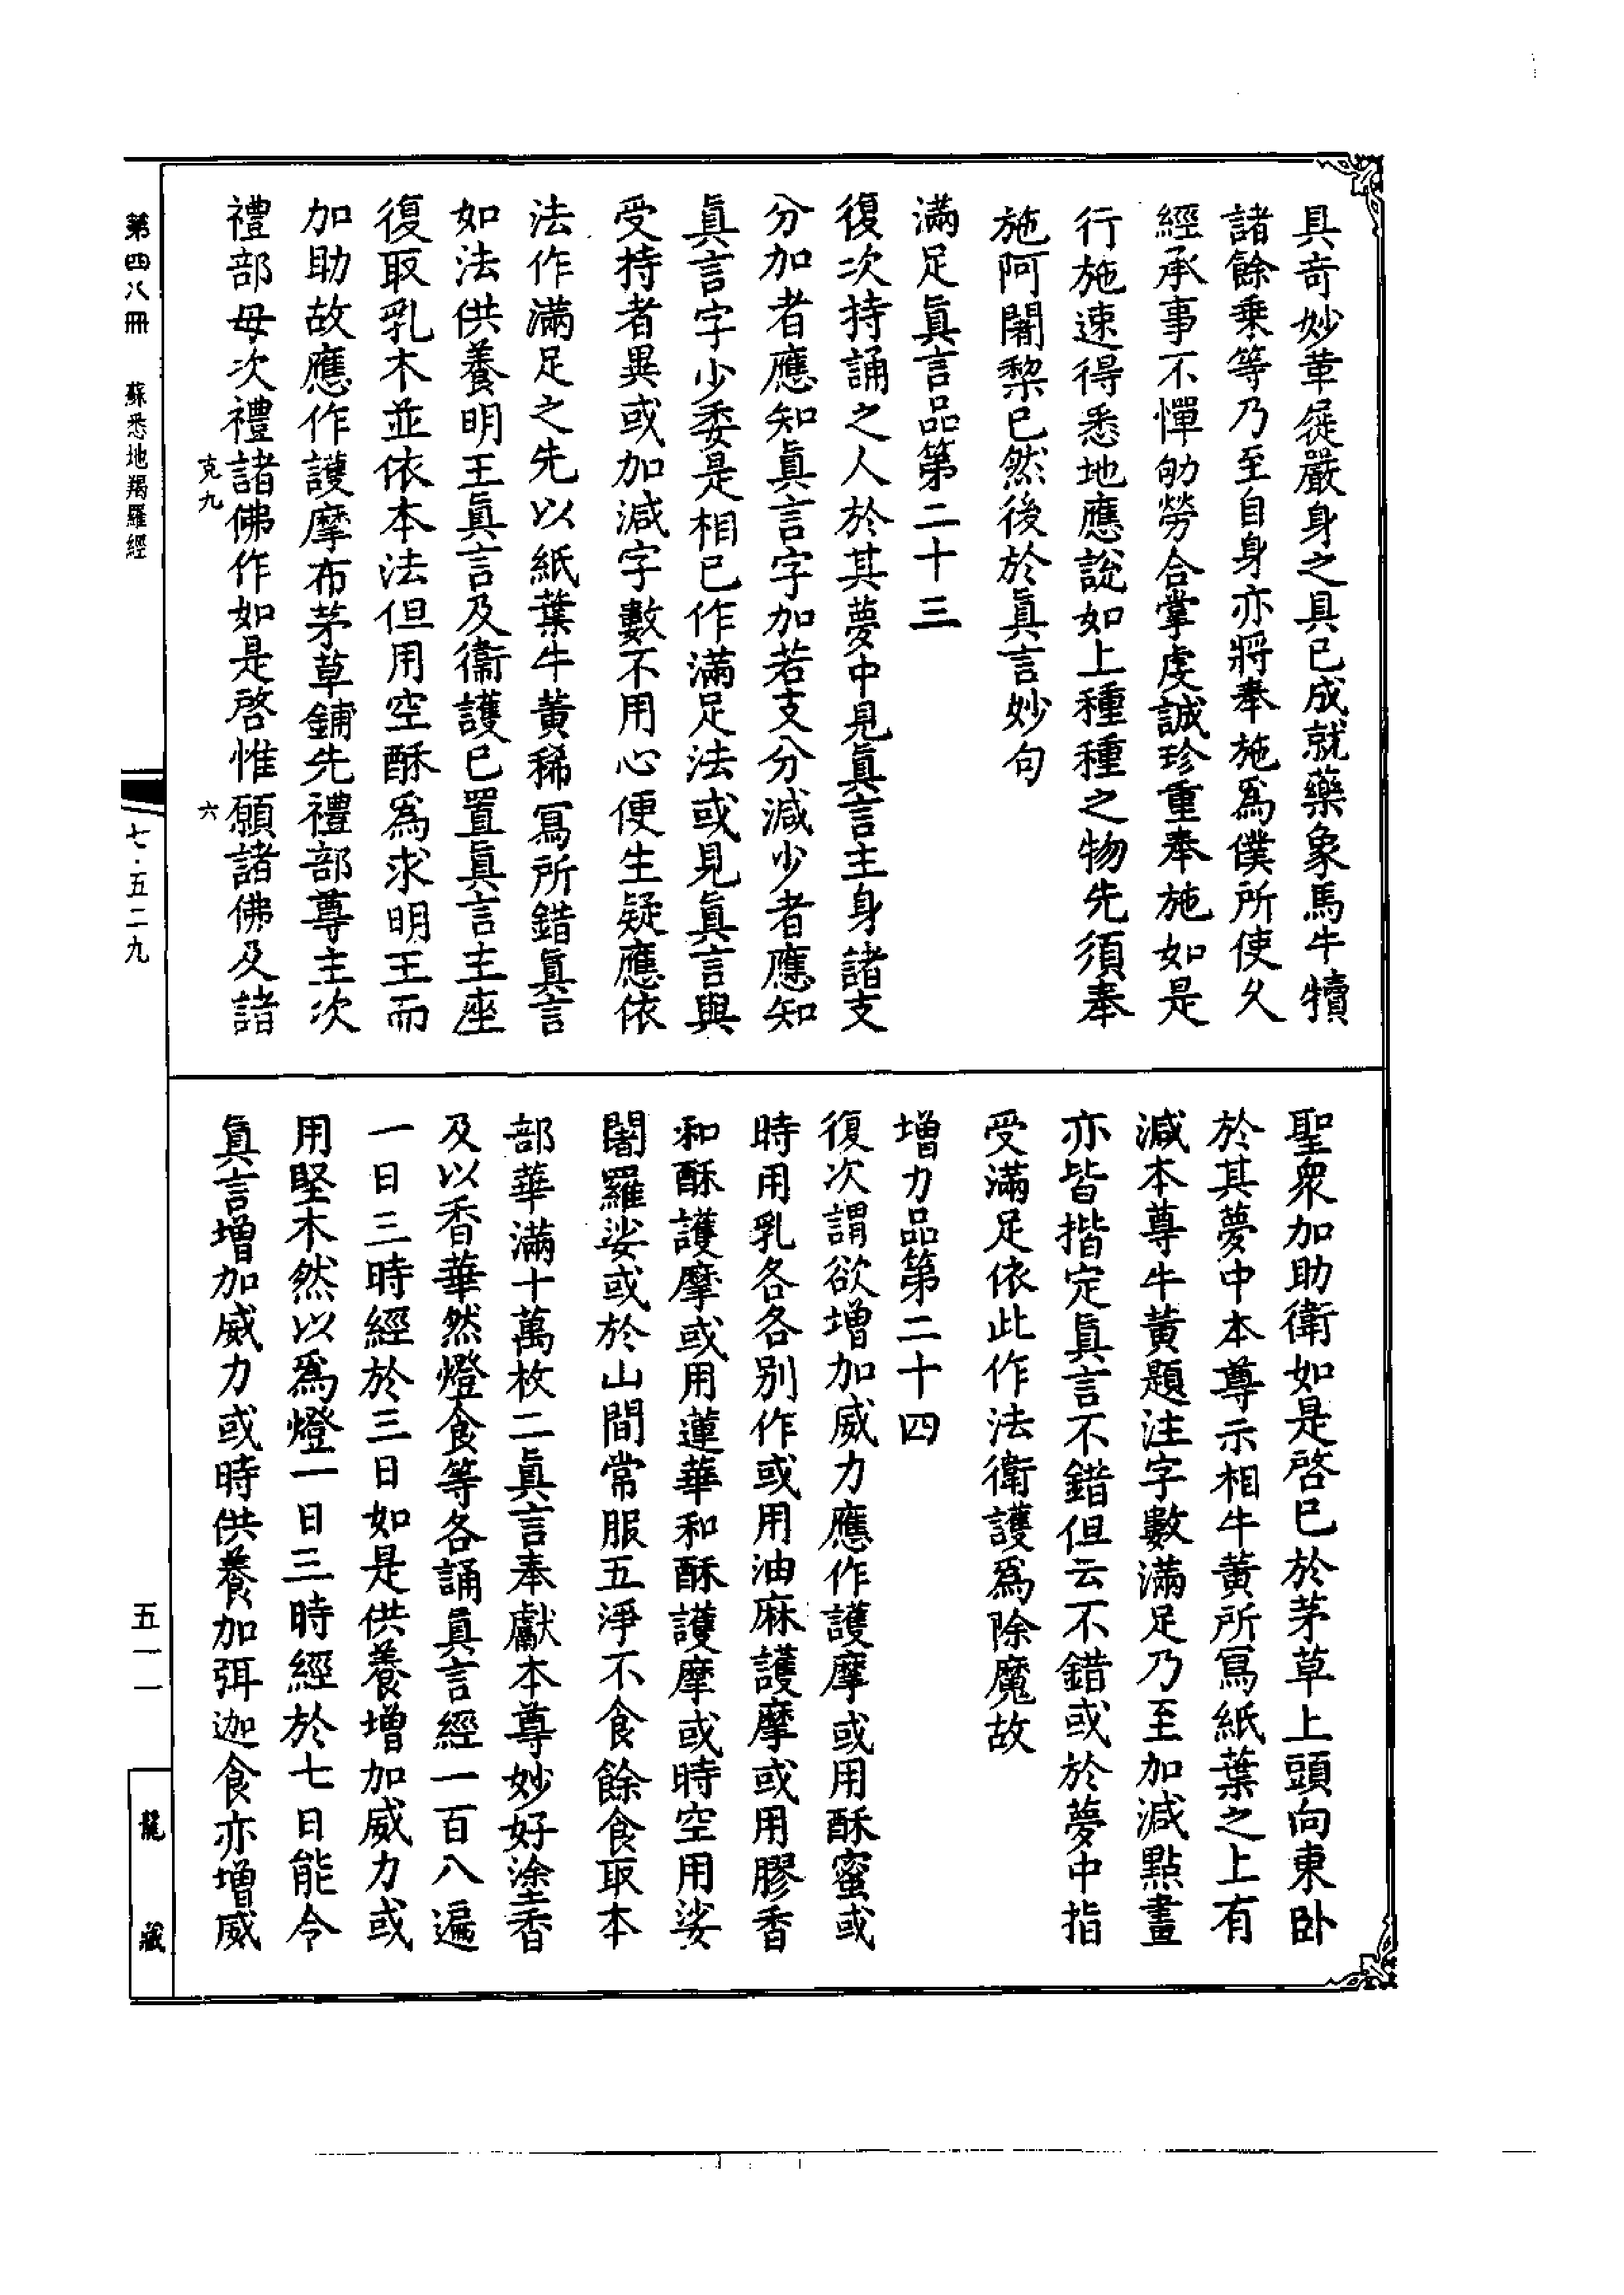 具奇妙革屣嚴身之具已成就藥象馬牛犢
諸餘乗等乃至自身亦將奉施爲僕所使久
經承事不憚劬勞合掌虔誠珍重奉施如是
行施速得悉地應說如上種種之物先須奉
施阿闍黎已然後於眞言妙句
滿足眞言品第二十三
復次持誦之人於其夢中見眞言主身諸支
分加者應知眞言字加若支分減少者應知
眞言字少委是相已作滿足法或見眞言與
受持者異或加減字數不用心便生疑應依
法作滿足之先以紙葉牛黃稀寫所錯眞言
如法供養明王眞言及衞護已置眞言主座
復取乳木並依本法但用空酥爲求明王而
加助故應作護摩布茅草鋪先禮部尊主次
禮部母次禮諸佛作如是啓惟願諸佛及諸
克九
六
聖衆加助衛如是啓已於茅草上頭向東卧
於其夢中本尊示相牛黃所寫紙葉之上有
減本尊牛黃題注字數滿足乃至加減點畫
亦皆揩定眞言不錯但云不錯或於夢中指
受滿足依此作法衛護爲除魔故
增力品第二十四
復次謂欲增加威力應作護摩或用酥蜜或
時用乳各各別作或用油麻護摩或用膠香
和酥護摩或用蓮華和酥護摩或時空用娑
闍羅娑或於山間常服五淨不食餘食取本
部華滿十萬枚二眞言奉獻本尊妙好塗香
及以香華然燈食等各誦眞言經一百八遍
一日三時經於三日如是供養增加威力或
用堅木然以爲燈一日三時經於七日能令
眞言增加威力或時供養加弭迦食亦增威
第四八冊 蘇悉地羯羅經
七·五二九
五一一
龍藏